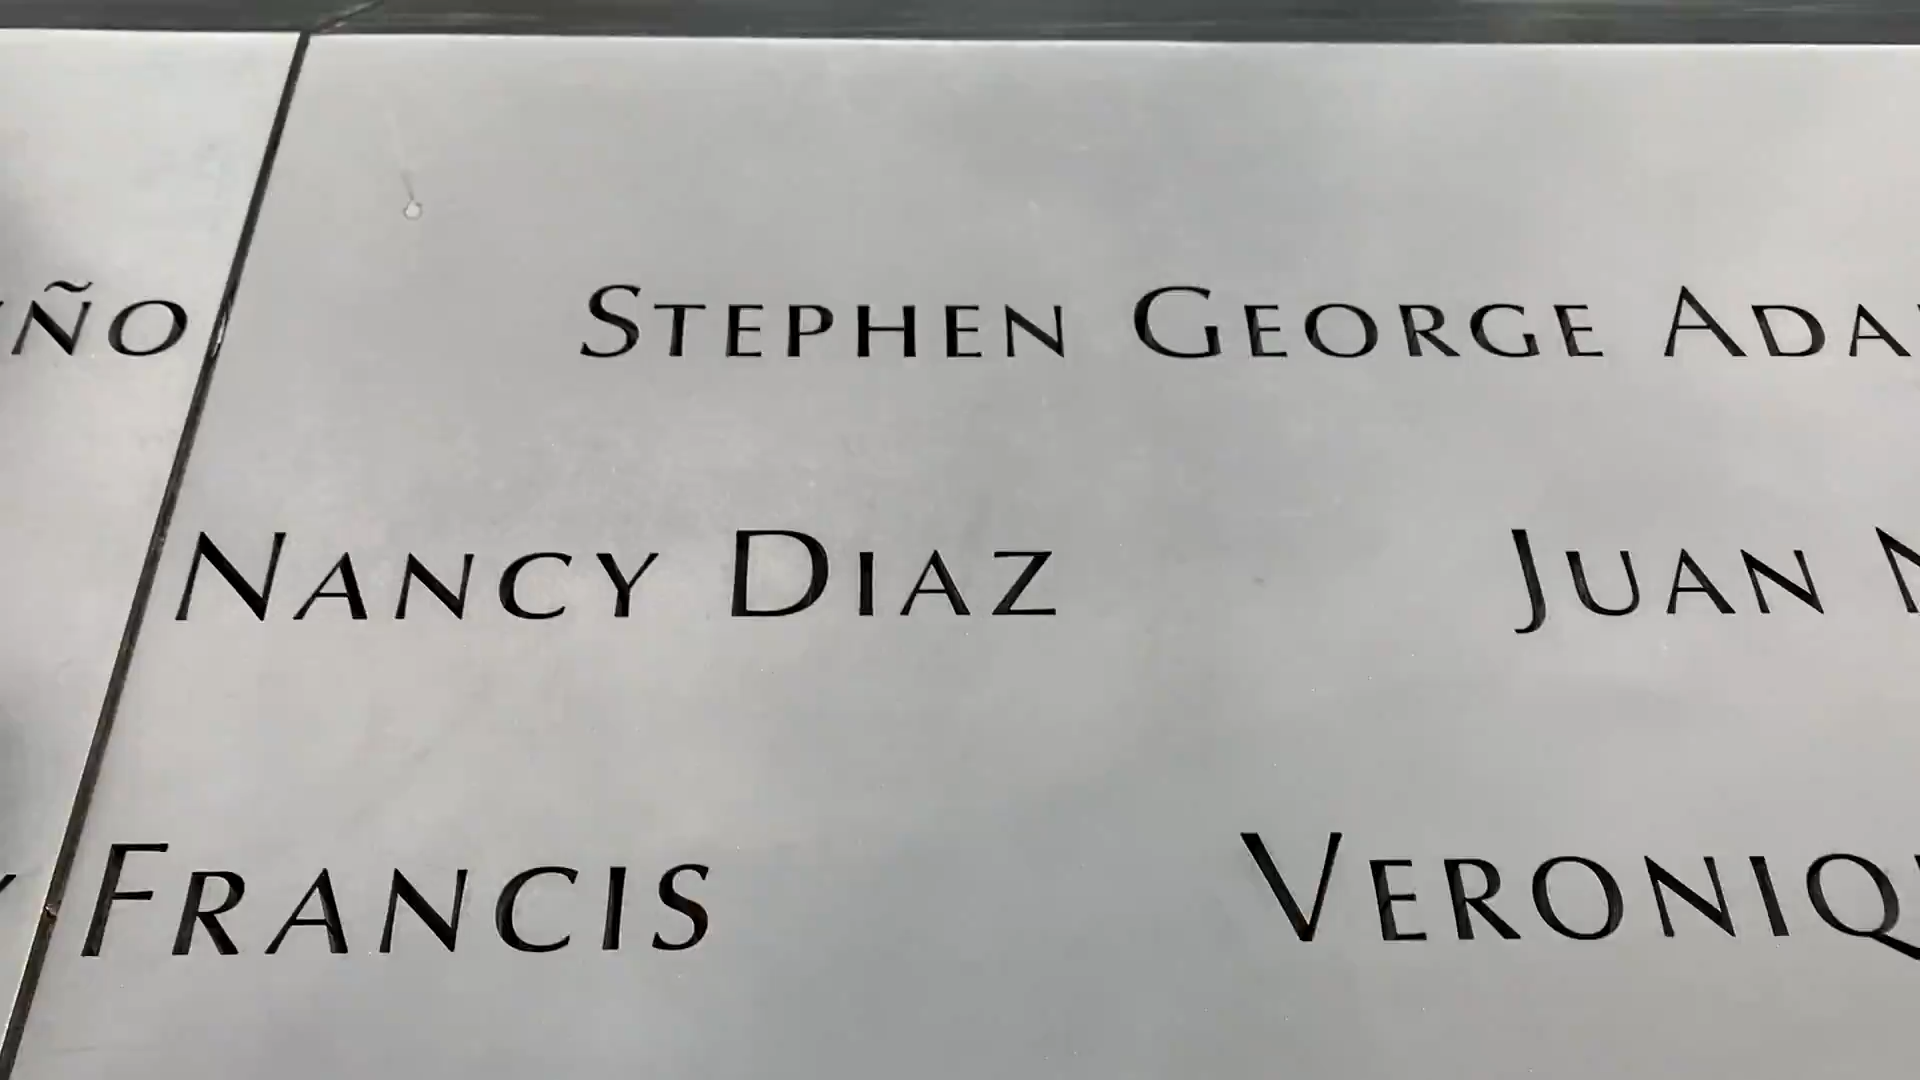 ÑO STEPHEN GEORGE ADA
NANCY DIAZ JUAN
FRANCIS VERONIQ